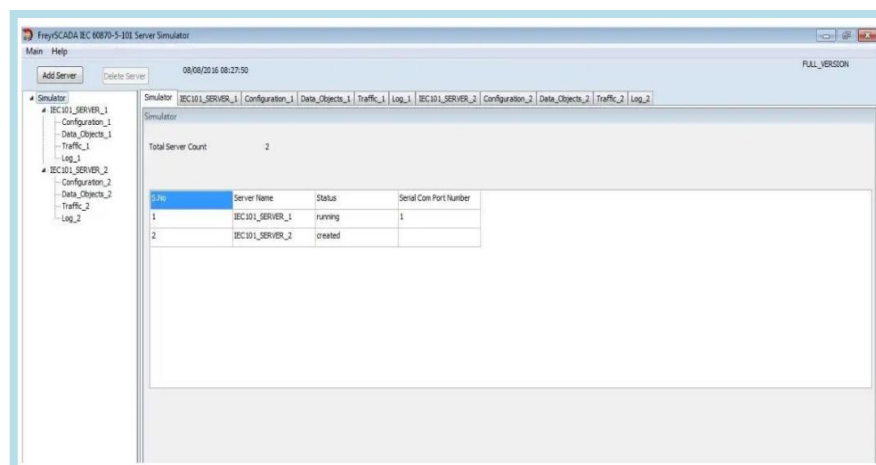 FreyrSCADA IEC 60870-5-101 Server Simulator
Main Help
Add Server Delete Server 08/08/2016 08:27:50 FULL_VERSION
Simulator
IEC101_SERVER_1
Configuration_1
Data_Objects_1
Traffic_1
Log_1
IEC101_SERVER_2
Configuration_2
Data_Objects_2
Traffic_2
Log_2
Simulator IEC101_SERVER_1 Configuration_1 Data_Objects_1 Traffic_1 Log_1 IEC101_SERVER_2 Configuration_2 Data_Objects_2 Traffic_2 Log_2
Simulator
Total Server Count 2
S.No Server Name Status Serial Com Port Number
1 IEC101_SERVER_1 running 1
2 IEC101_SERVER_2 created